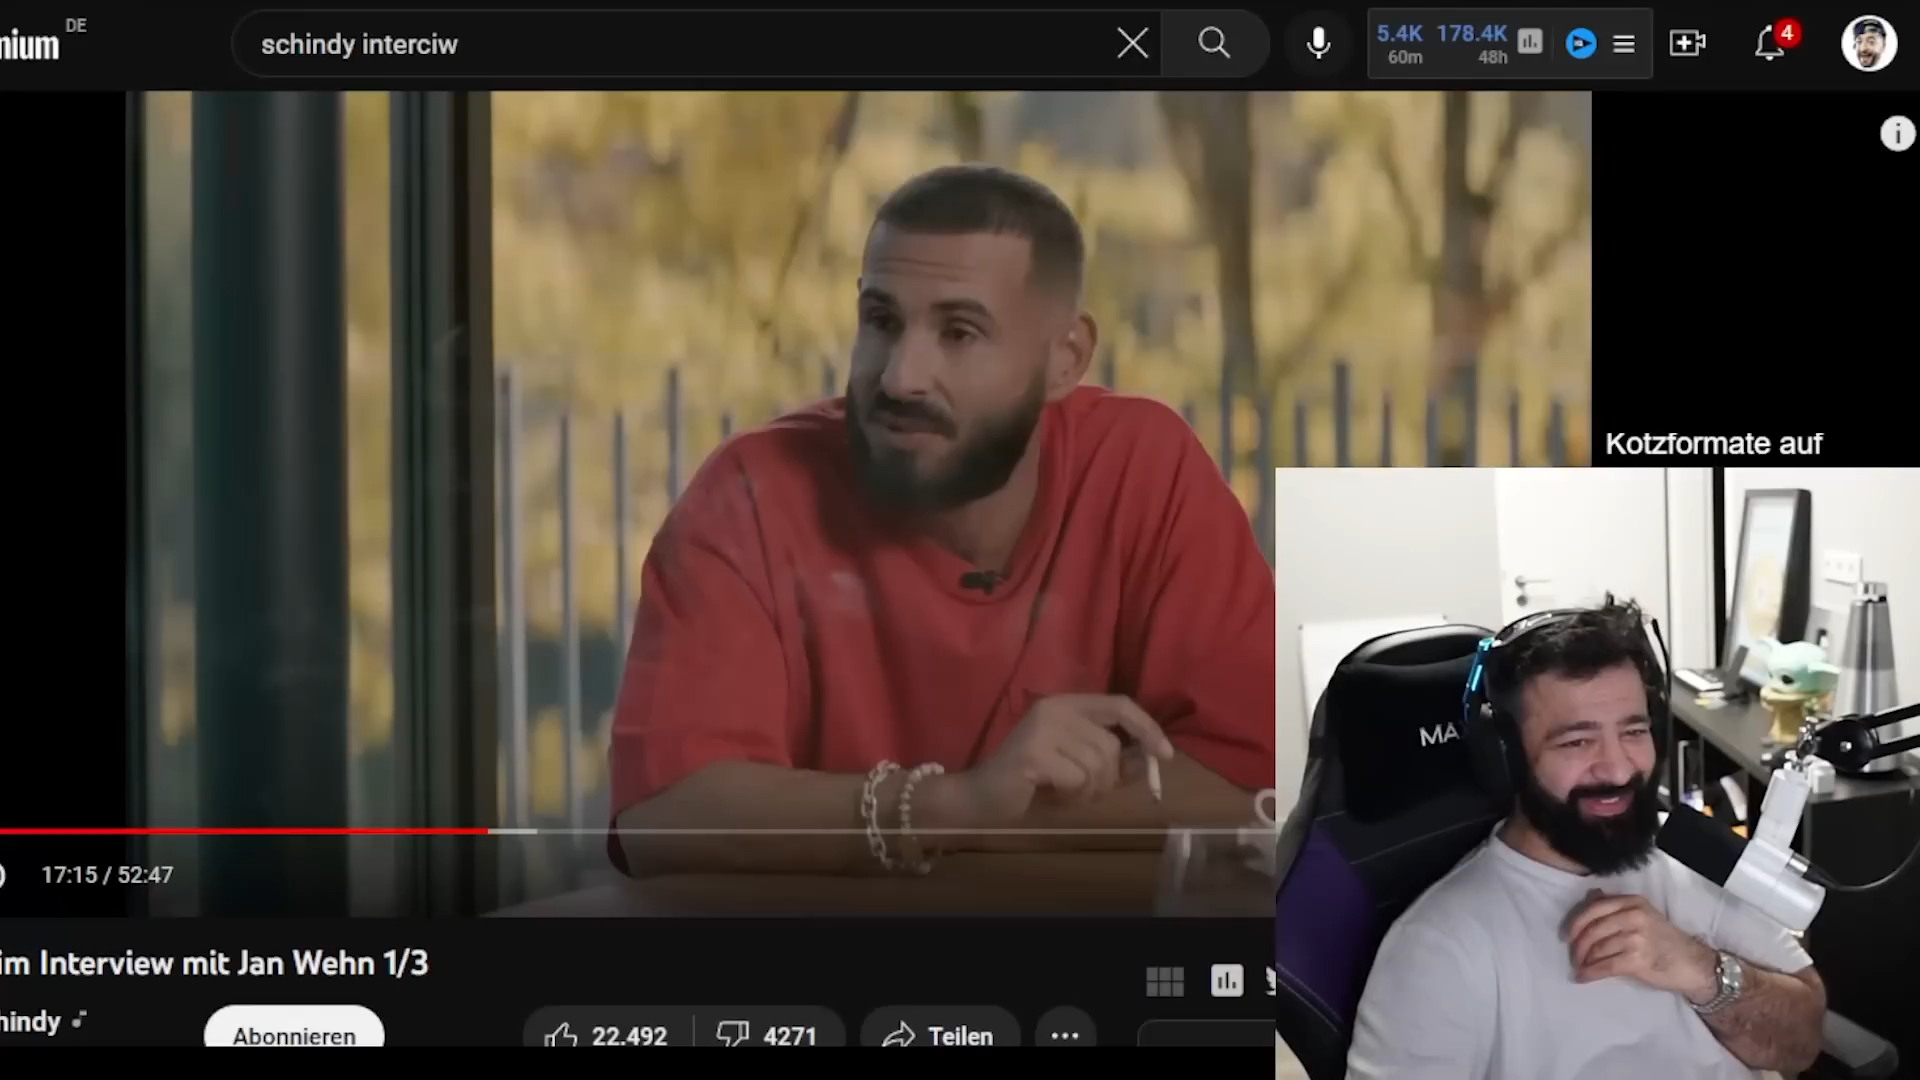 mium DE
schindy interciw
5.4K 178.4K
60m 48h
4
Kotzformate auf
MA
17:15 / 52:47
im Interview mit Jan Wehn 1/3
hindy
Abonnieren
22.492
4271
Teilen